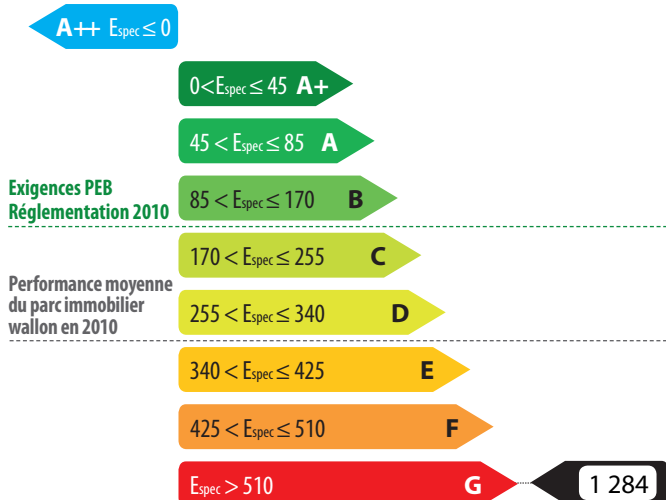 A++ Espec ≤ 0
0 < Espec ≤ 45 A+
45 < Espec ≤ 85 A
Exigences PEB
Réglementation 2010
85 < Espec ≤ 170 B
170 < Espec ≤ 255 C
Performance moyenne
du parc immobilier
wallon en 2010
255 < Espec ≤ 340 D
340 < Espec ≤ 425 E
425 < Espec ≤ 510 F
Espec > 510 G
1 284